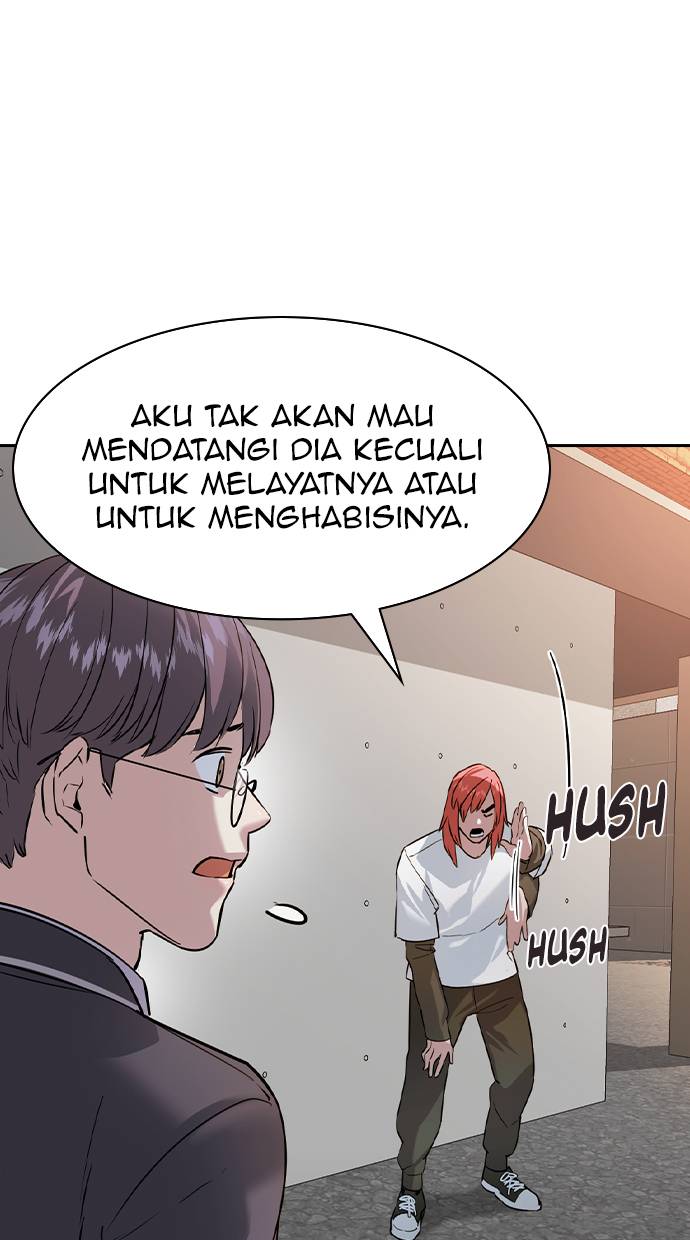 AKU TAK AKAN MAU
MENDATANGI DIA KECUALI
UNTUK MELAYATNYA ATAU
UNTUK MENGHABISINYA.
HUSH
HUSH